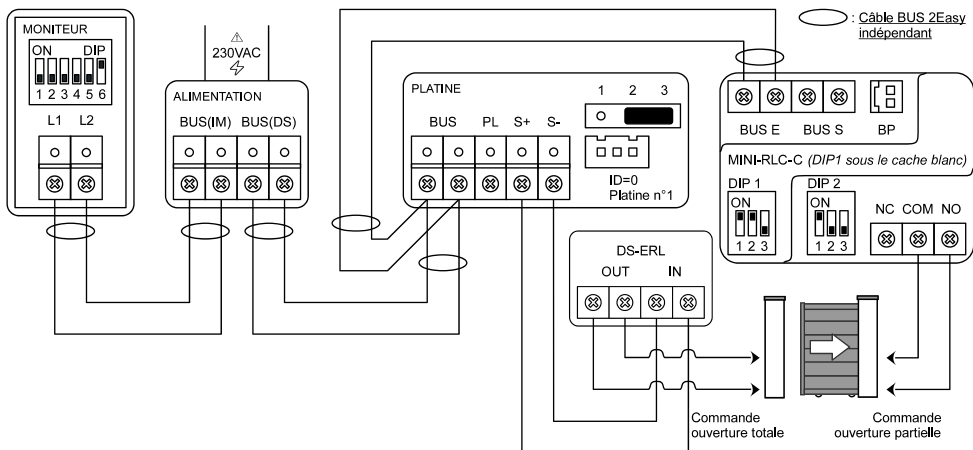 MONITEUR
ON DIP
1 2 3 4 5 6
L1 L2
230VAC
ALIMENTATION
BUS(IM) BUS(DS)
PLATINE
BUS PL S+ S-
1 2 3
ID=0
Platine n°1
: Câble BUS 2Easy
indépendant
BUS E BUS S BP
MINI-RLC-C (DIP1 sous le cache blanc)
DIP 1
ON
1 2 3
DIP 2
ON
1 2 3
NC COM NO
DS-ERL
OUT IN
Commande
ouverture totale
Commande
ouverture partielle